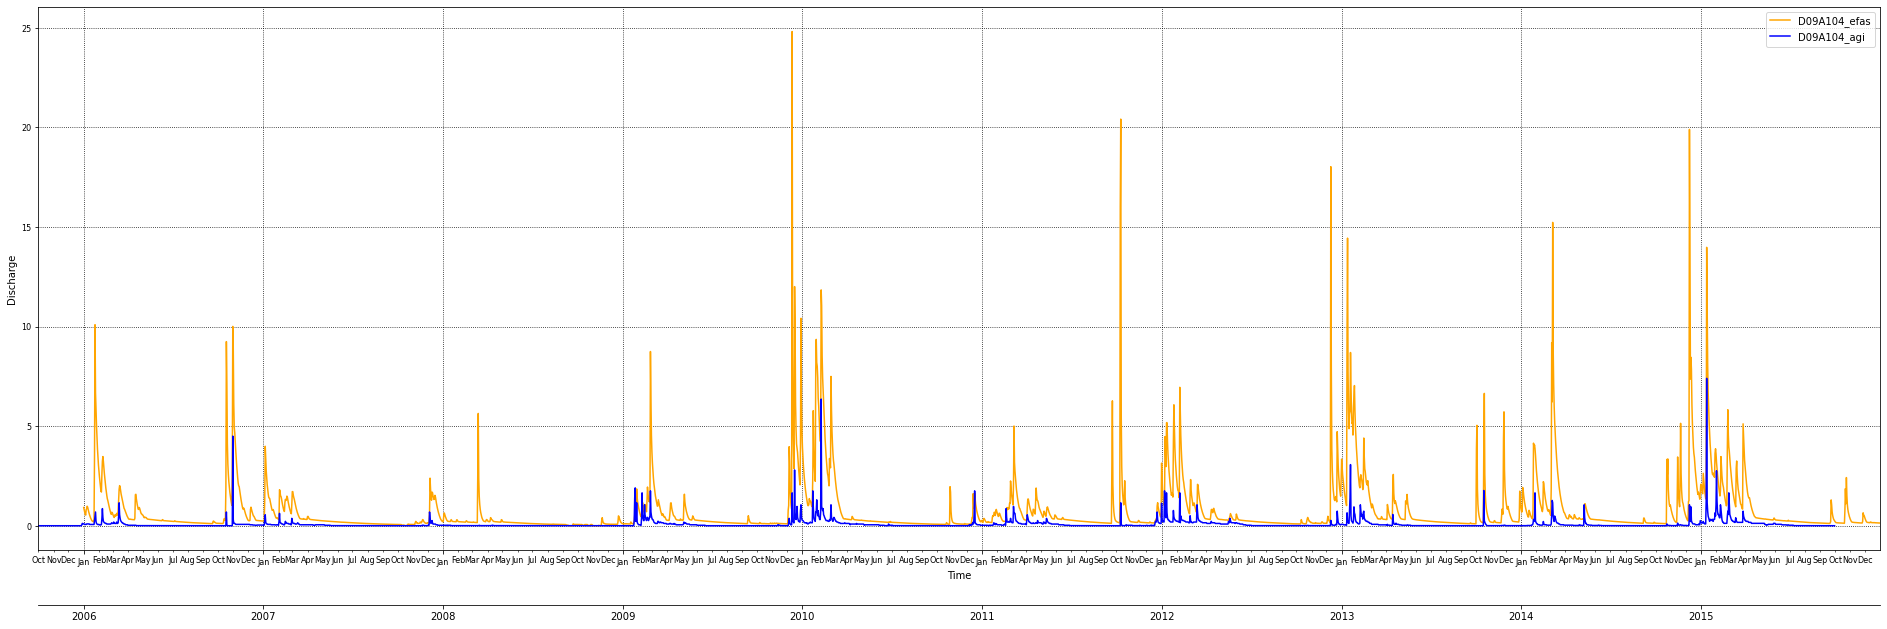 D09A104_efas
D09A104_agi
25
20
15
10
5
0
Discharge
Oct Nov Dec Jan Feb Mar Apr May Jun Jul Aug Sep Oct Nov Dec Jan Feb Mar Apr May Jun Jul Aug Sep Oct Nov Dec Jan Feb Mar Apr May Jun Jul Aug Sep Oct Nov Dec Jan Feb Mar Apr May Jun Jul Aug Sep Oct Nov Dec Jan Feb Mar Apr May Jun Jul Aug Sep Oct Nov Dec Jan Feb Mar Apr May Jun Jul Aug Sep Oct Nov Dec Jan Feb Mar Apr May Jun Jul Aug Sep Oct Nov Dec Jan Feb Mar Apr May Jun Jul Aug Sep Oct Nov Dec Jan Feb Mar Apr May Jun Jul Aug Sep Oct Nov Dec Jan Feb Mar Apr May Jun Jul Aug Sep Oct Nov Dec Jan Feb Mar Apr May Jun Jul Aug Sep Oct Nov Dec
Time
2006 2007 2008 2009 2010 2011 2012 2013 2014 2015